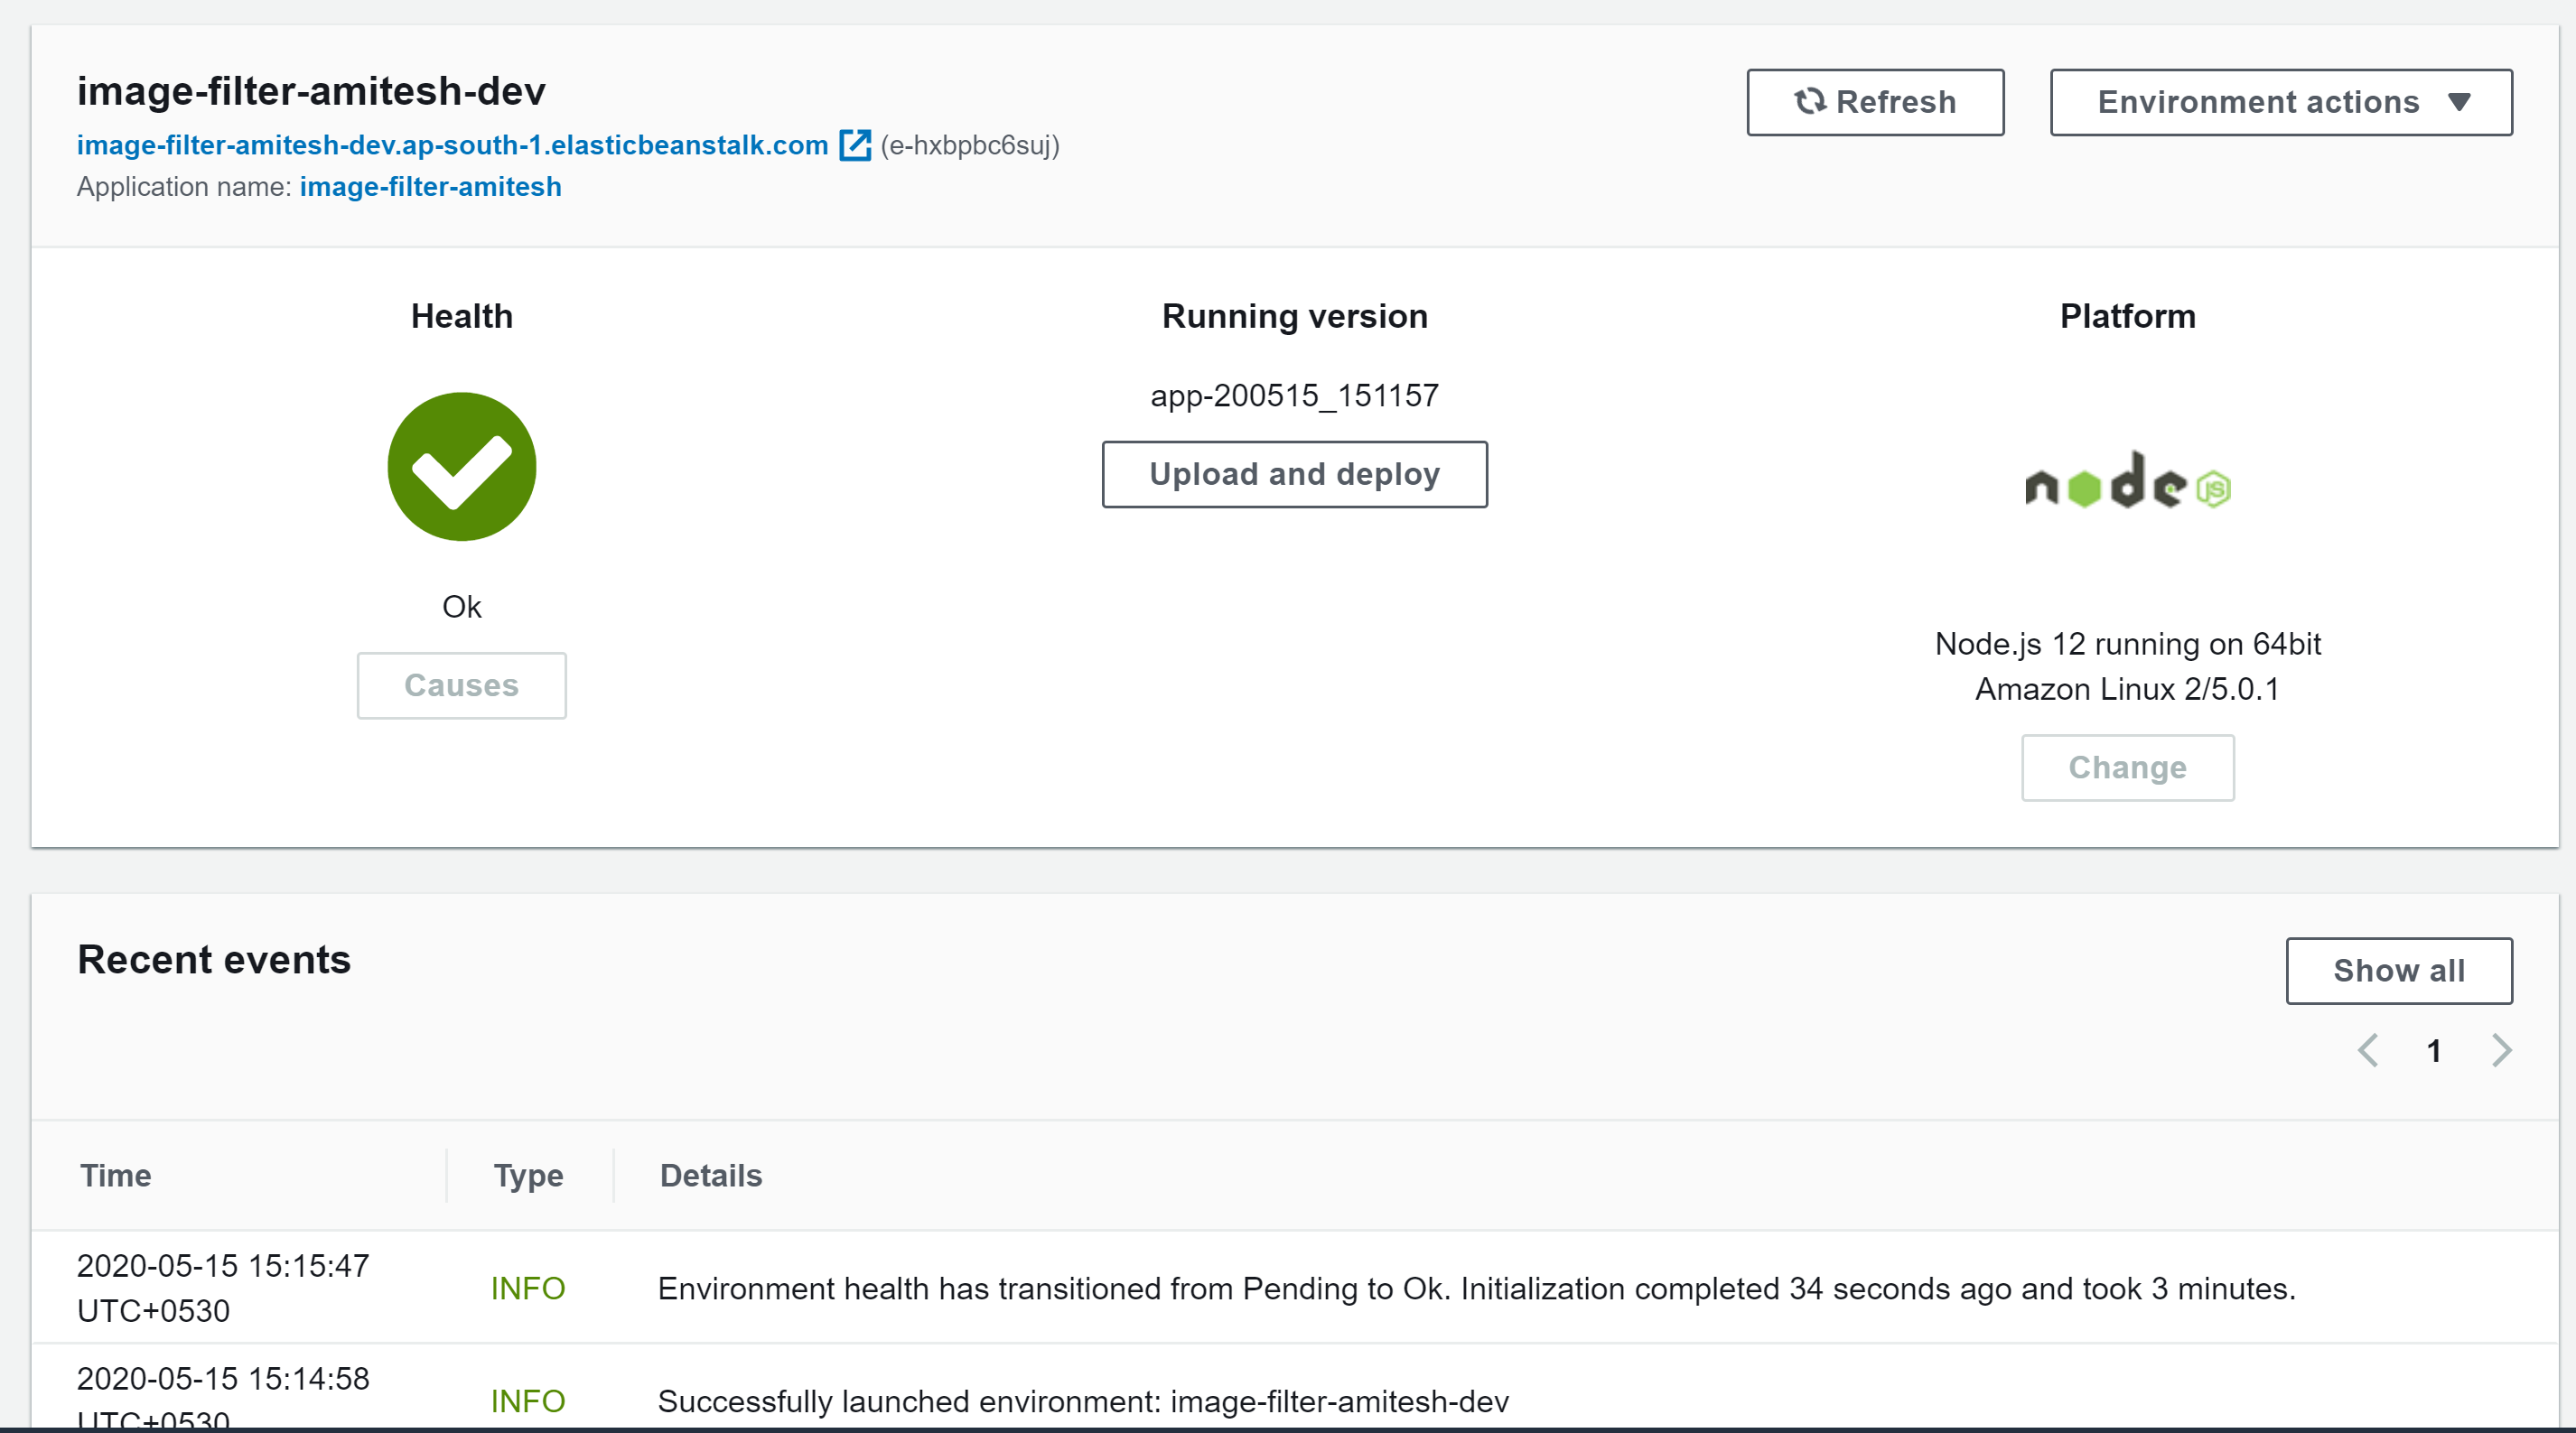 image-filter-amitesh-dev
Refresh
Environment actions
image-filter-amitesh-dev.ap-south-1.elasticbeanstalk.com (e-hxbpbc6suj)
Application name: image-filter-amitesh
Health
Ok
Causes
Running version
app-200515_151157
Upload and deploy
Platform
node JS
Node.js 12 running on 64bit
Amazon Linux 2/5.0.1
Change
Recent events
Show all
1
Time Type Details
2020-05-15 15:15:47
UTC+0530
INFO
Environment health has transitioned from Pending to Ok. Initialization completed 34 seconds ago and took 3 minutes.
2020-05-15 15:14:58
UTC+0530
INFO
Successfully launched environment: image-filter-amitesh-dev